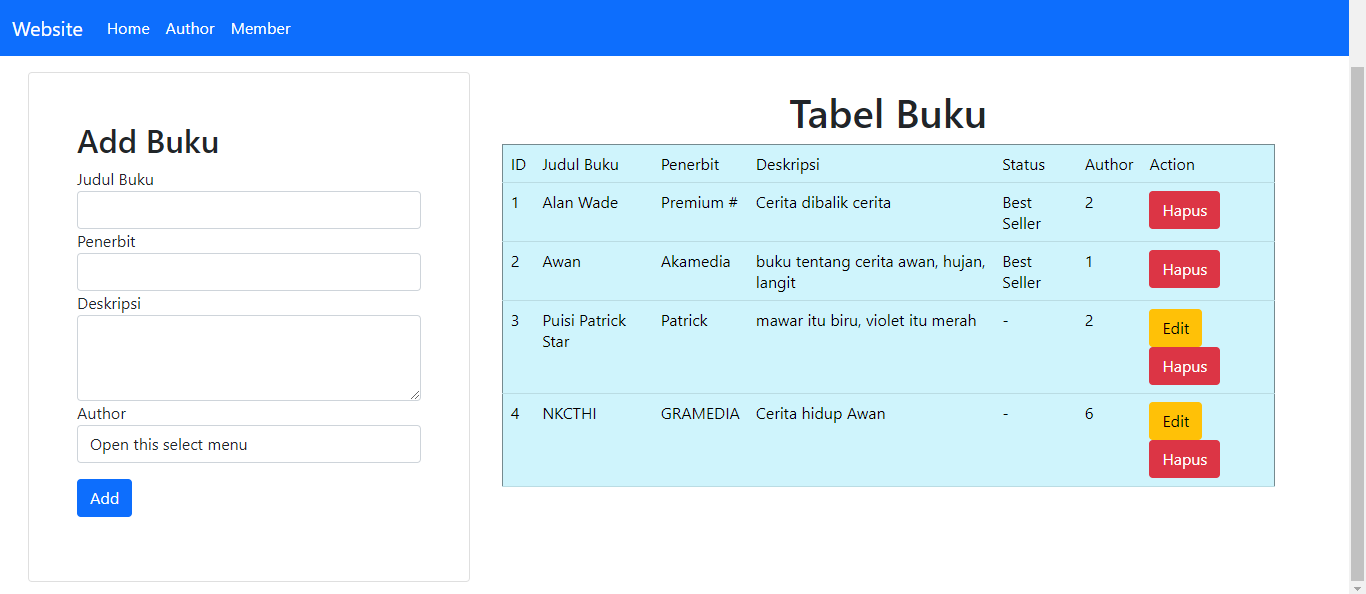 Website Home Author Member
Add Buku
Judul Buku
Penerbit
Deskripsi
Author
Open this select menu
Add
Tabel Buku
ID Judul Buku Penerbit Deskripsi Status Author Action
1 Alan Wade Premium # Cerita dibalik cerita Best 2 Hapus
Seller
2 Awan Akamedia buku tentang cerita awan, hujan, Best 1 Hapus
langit Seller
3 Puisi Patrick Patrick mawar itu biru, violet itu merah - 2 Edit
Star
Hapus
4 NKCTHI GRAMEDIA Cerita hidup Awan - 6 Edit
Hapus